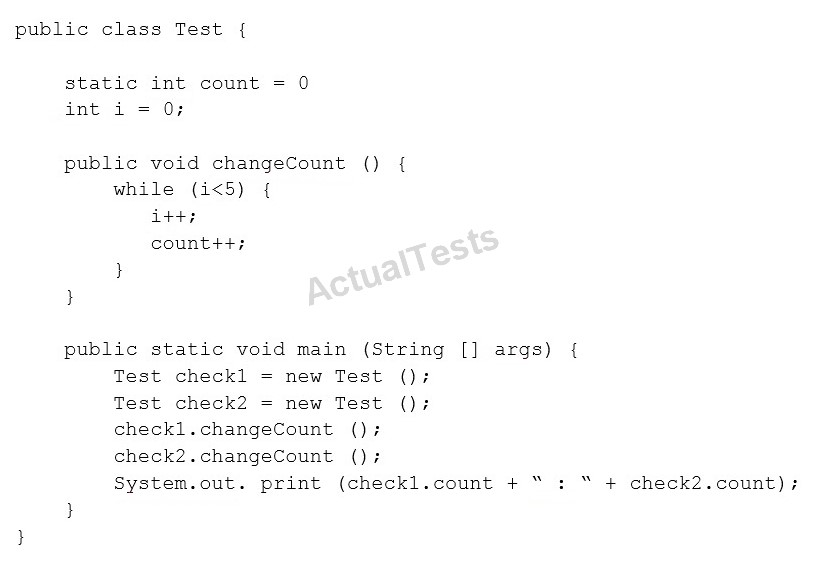 public class Test {
static int count = 0
int i = 0;
public void changeCount () {
while (i<5) {
i++;
count++;
}
}
public static void main (String [] args) {
Test check1 = new Test ();
Test check2 = new Test ();
check1.changeCount ();
check2.changeCount ();
System.out. print (check1.count + “ : “ + check2.count);
}
}
ActualTests